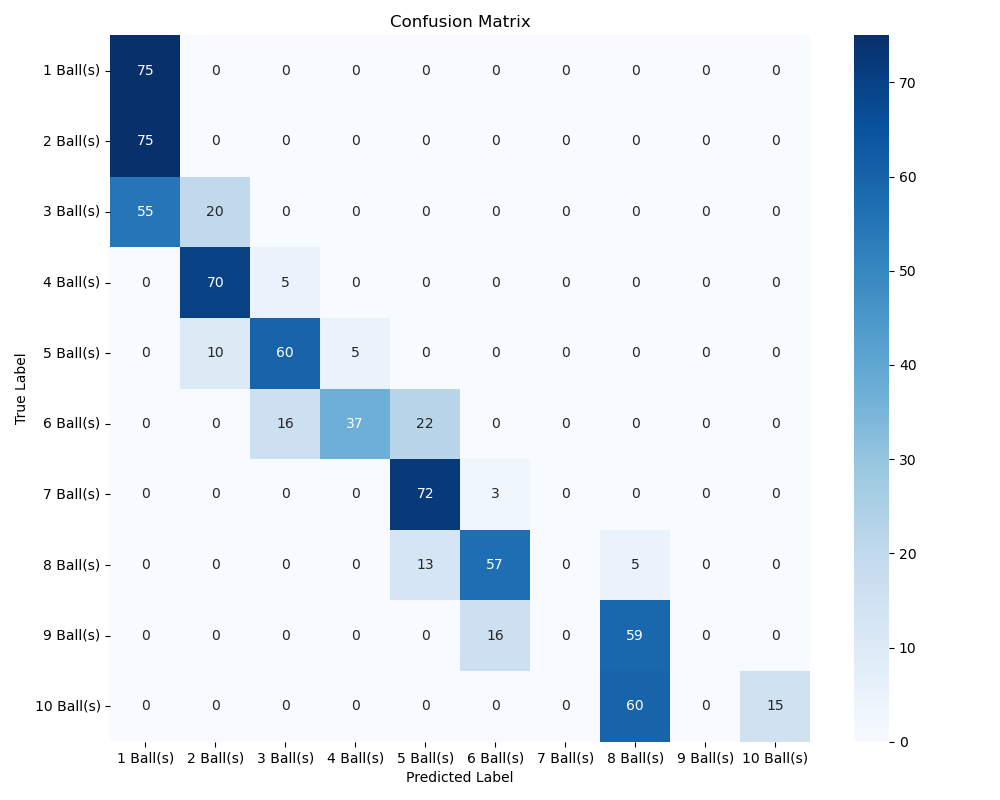 Confusion Matrix
True Label
1 Ball(s) 75 0 0 0 0 0 0 0 0 0
2 Ball(s) 75 0 0 0 0 0 0 0 0 0
3 Ball(s) 55 20 0 0 0 0 0 0 0 0
4 Ball(s) 0 70 5 0 0 0 0 0 0 0
5 Ball(s) 0 10 60 5 0 0 0 0 0 0
6 Ball(s) 0 0 16 37 22 0 0 0 0 0
7 Ball(s) 0 0 0 0 72 3 0 0 0 0
8 Ball(s) 0 0 0 0 13 57 0 5 0 0
9 Ball(s) 0 0 0 0 0 16 0 59 0 0
10 Ball(s) 0 0 0 0 0 0 0 60 0 15
1 Ball(s) 2 Ball(s) 3 Ball(s) 4 Ball(s) 5 Ball(s) 6 Ball(s) 7 Ball(s) 8 Ball(s) 9 Ball(s) 10 Ball(s)
Predicted Label
70
60
50
40
30
20
10
0